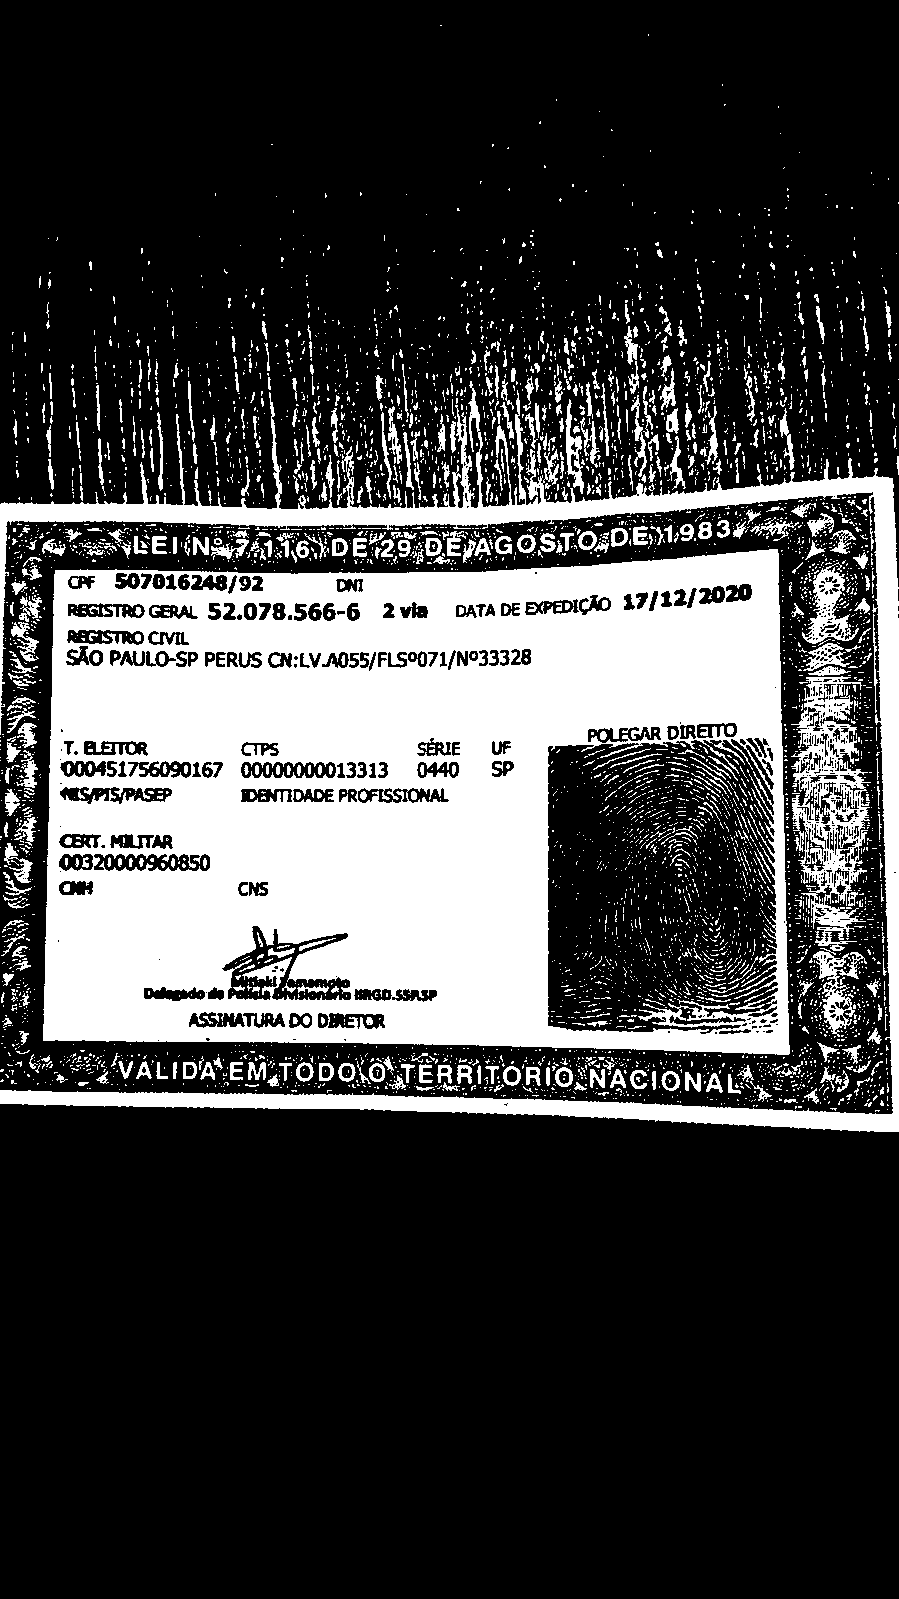 LEI Nº 7.116 DE 29 DE AGOSTO DE 1983
CPF 507016248/92 DNI
REGISTRO GERAL 52.078.566-6 2 via DATA DE EXPEDIÇÃO 17/12/2020
REGISTRO CIVIL
SÃO PAULO-SP PERUS CN:LV.A055/FLSº071/Nº33328
POLEGAR DIREITO
T. ELEITOR CTPS SÉRIE UF
000451756090167 00000000013313 0440 SP
NIS/PIS/PASEP IDENTIDADE PROFISSIONAL
CERT. MILITAR
00320000960850
CNH CNS
Mitiaki Yamamoto
Delegado de Polícia Divisionário IIRGD.SSP.SP
ASSINATURA DO DIRETOR
VALIDA EM TODO O TERRITORIO NACIONAL